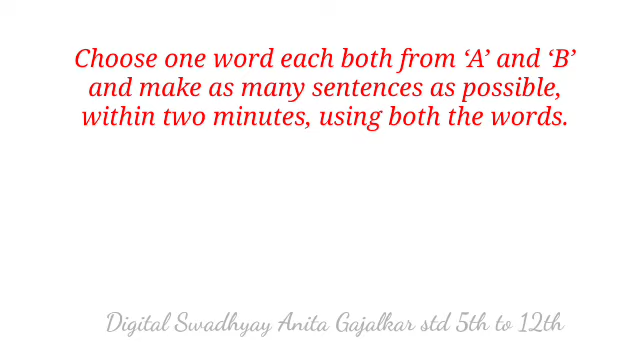 Choose one word each both from ‘A’ and ‘B’
and make as many sentences as possible,
within two minutes, using both the words.
Digital Swadhyay Anita Gajalkar std 5th to 12th